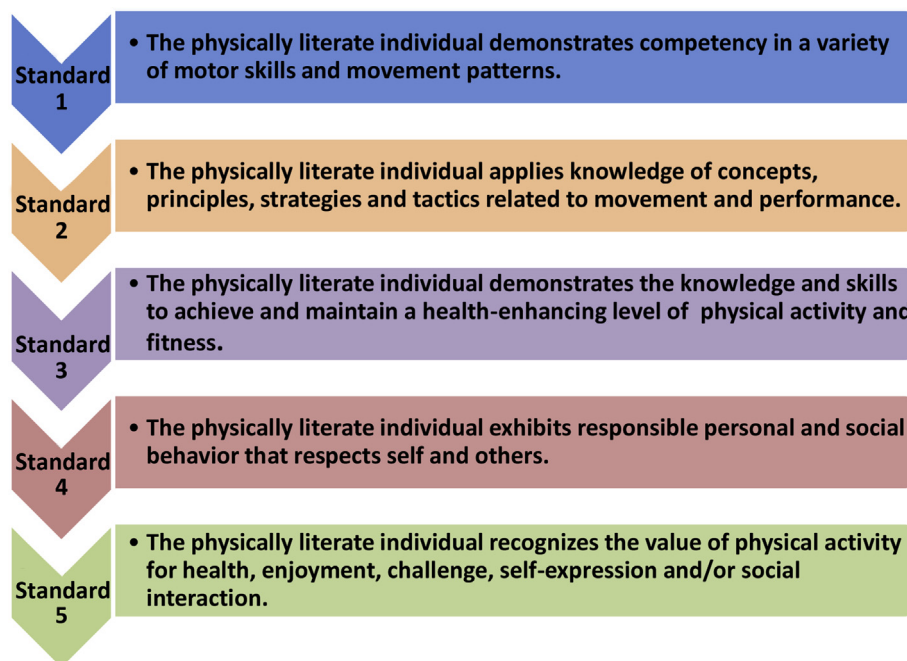 Standard
1
• The physically literate individual demonstrates competency in a variety
of motor skills and movement patterns.
Standard
2
• The physically literate individual applies knowledge of concepts,
principles, strategies and tactics related to movement and performance.
Standard
3
• The physically literate individual demonstrates the knowledge and skills
to achieve and maintain a health-enhancing level of physical activity and
fitness.
Standard
4
• The physically literate individual exhibits responsible personal and social
behavior that respects self and others.
Standard
5
• The physically literate individual recognizes the value of physical activity
for health, enjoyment, challenge, self-expression and/or social
interaction.